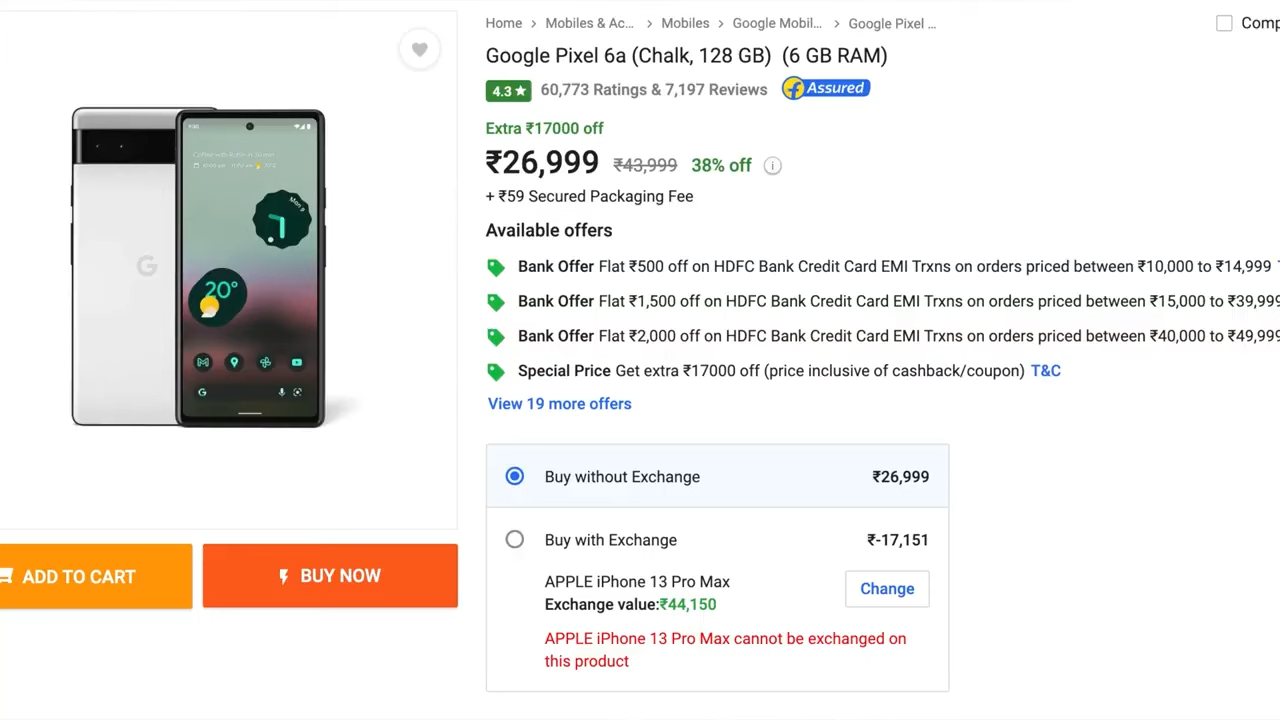 Home > Mobiles & Ac... > Mobiles > Google Mobil... > Google Pixel ...
Comp
Google Pixel 6a (Chalk, 128 GB) (6 GB RAM)
4.3★ 60,773 Ratings & 7,197 Reviews Assured
Extra ₹17000 off
₹26,999 ₹43,999 38% off
+ ₹59 Secured Packaging Fee
Available offers
Bank Offer Flat ₹500 off on HDFC Bank Credit Card EMI Trxns on orders priced between ₹10,000 to ₹14,999
Bank Offer Flat ₹1,500 off on HDFC Bank Credit Card EMI Trxns on orders priced between ₹15,000 to ₹39,999
Bank Offer Flat ₹2,000 off on HDFC Bank Credit Card EMI Trxns on orders priced between ₹40,000 to ₹49,999
Special Price Get extra ₹17000 off (price inclusive of cashback/coupon) T&C
View 19 more offers
Buy without Exchange ₹26,999
Buy with Exchange ₹-17,151
APPLE iPhone 13 Pro Max
Exchange value:₹44,150
Change
APPLE iPhone 13 Pro Max cannot be exchanged on
this product
Mon 9
20°
G
ADD TO CART
BUY NOW